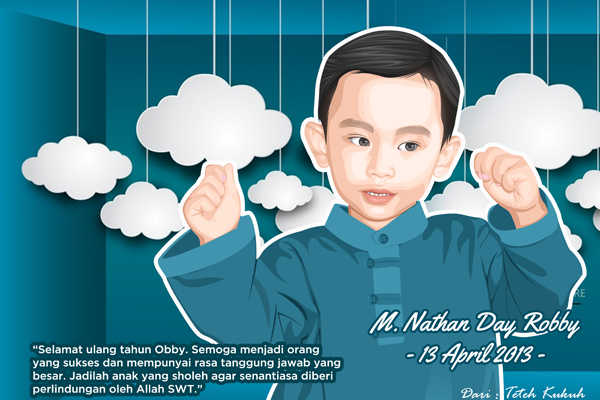 M. Nathan Day Robby
- 13 April 2013 -
“Selamat ulang tahun Obby. Semoga menjadi orang
yang sukses dan mempunyai rasa tanggung jawab yang
besar. Jadilah anak yang sholeh agar senantiasa diberi
perlindungan oleh Allah SWT.”
Dari : Teteh Kukuh